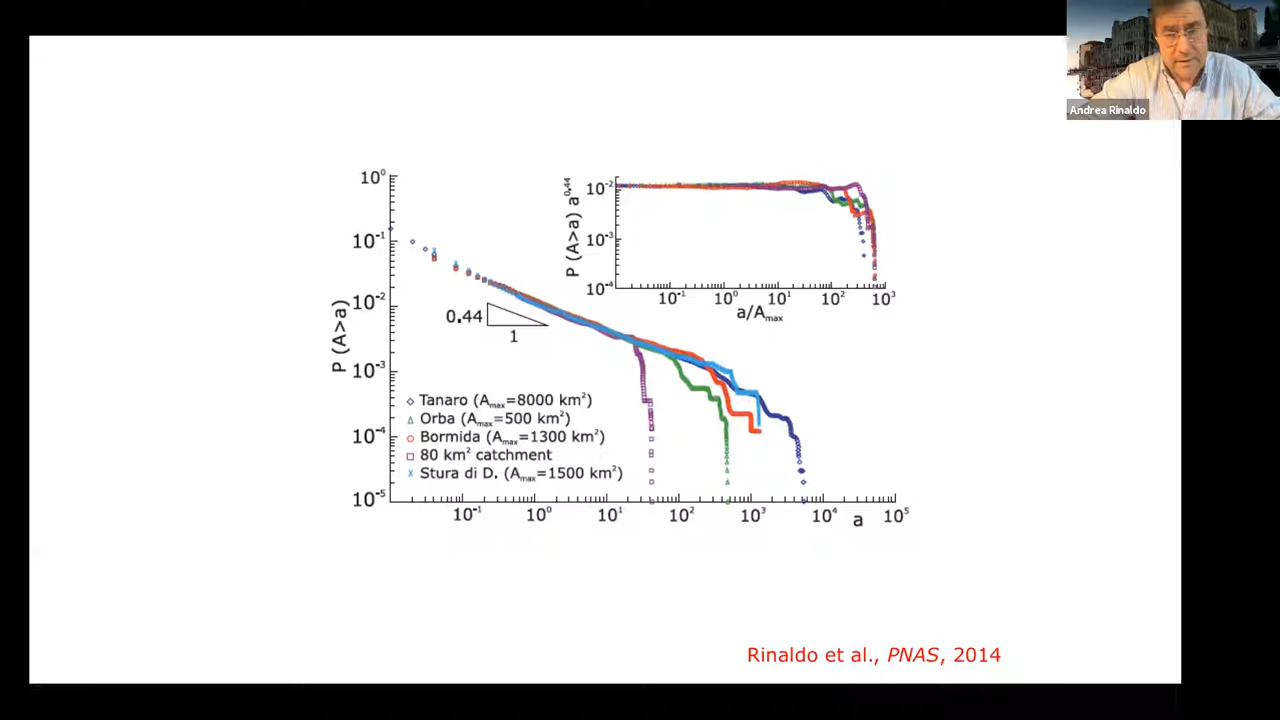 Andrea Rinaldo
10⁰
10⁻¹
10⁻²
10⁻³
10⁻⁴
10⁻⁵
P (A>a)
0.44
1
10⁻²
10⁻³
10⁻⁴
P (A>a) a⁰·⁴⁴
10⁻¹ 10⁰ 10¹ 10² 10³
a/Aₘₐₓ
Tanaro (Aₘₐₓ=8000 km²)
Orba (Aₘₐₓ=500 km²)
Bormida (Aₘₐₓ=1300 km²)
80 km² catchment
Stura di D. (Aₘₐₓ=1500 km²)
10⁻¹ 10⁰ 10¹ 10² 10³ 10⁴ 10⁵
a
Rinaldo et al., PNAS, 2014